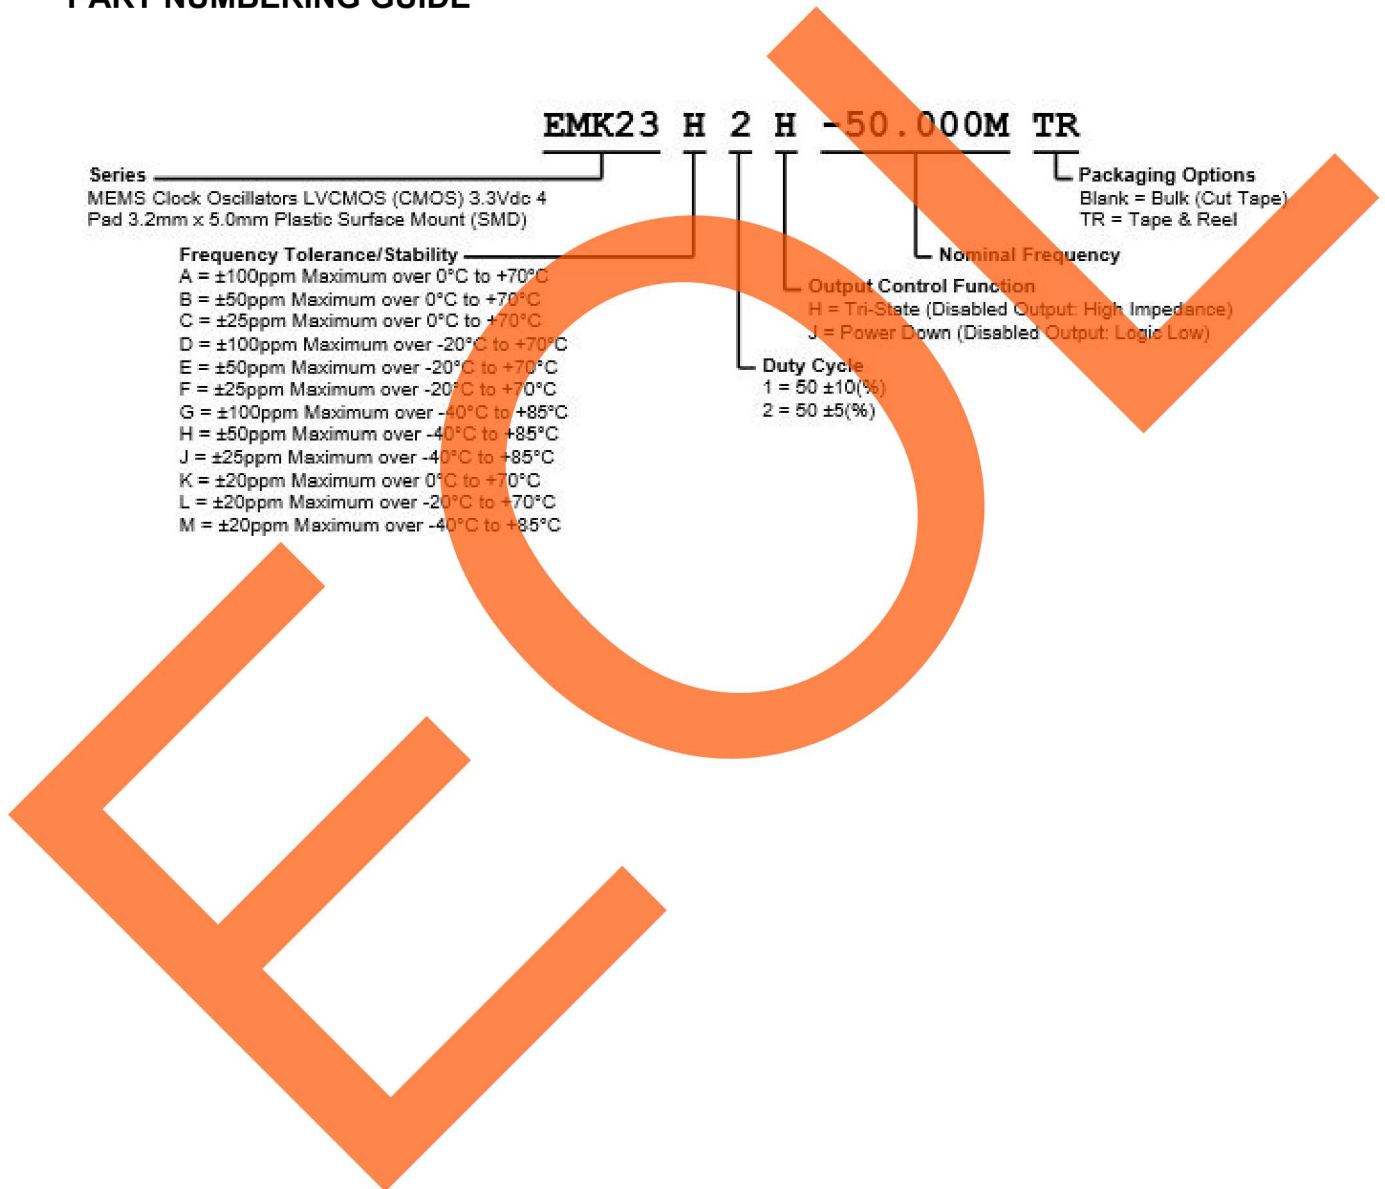 PART NUMBERING GUIDE
EMK23 H 2 H -50.000M TR
Series
MEMS Clock Oscillators LVCMOS (CMOS) 3.3Vdc 4
Pad 3.2mm x 5.0mm Plastic Surface Mount (SMD)
Frequency Tolerance/Stability
A = ±100ppm Maximum over 0°C to +70°C
B = ±50ppm Maximum over 0°C to +70°C
C = ±25ppm Maximum over 0°C to +70°C
D = ±100ppm Maximum over -20°C to +70°C
E = ±50ppm Maximum over -20°C to +70°C
F = ±25ppm Maximum over -20°C to +70°C
G = ±100ppm Maximum over -40°C to +85°C
H = ±50ppm Maximum over -40°C to +85°C
J = ±25ppm Maximum over -40°C to +85°C
K = ±20ppm Maximum over 0°C to +70°C
L = ±20ppm Maximum over -20°C to +70°C
M = ±20ppm Maximum over -40°C to +85°C
Duty Cycle
1 = 50 ±10(%)
2 = 50 ±5(%)
Output Control Function
H = Tri-State (Disabled Output: High Impedance)
J = Power Down (Disabled Output: Logic Low)
Nominal Frequency
Packaging Options
Blank = Bulk (Cut Tape)
TR = Tape & Reel
EOL